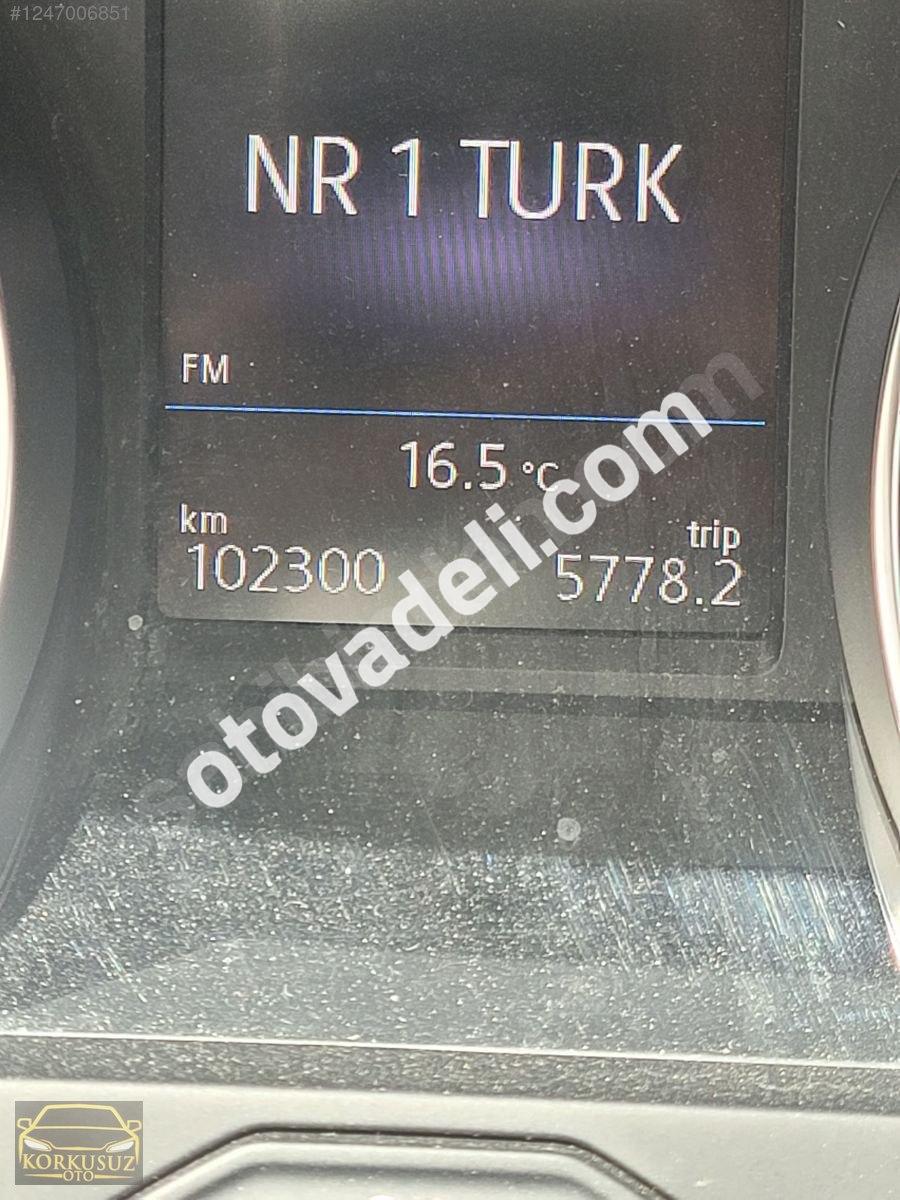 #1247006851
NR 1 TURK
FM
16.5 °C
km
trip
102300
5778.2
otovadeli.com
KORKUSUZ
OTO